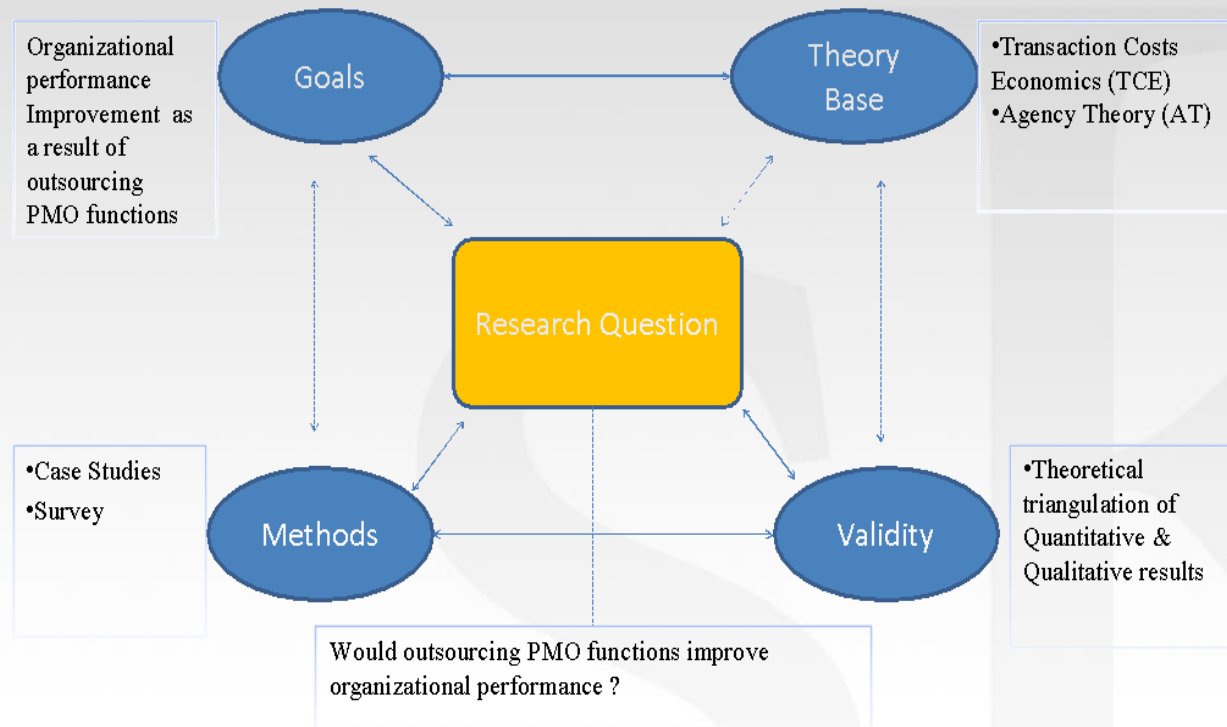 Organizational
performance
Improvement as
a result of
outsourcing
PMO functions
Goals
Theory
Base
•Transaction Costs
Economics (TCE)
•Agency Theory (AT)
Research Question
•Case Studies
•Survey
Methods
Validity
•Theoretical
triangulation of
Quantitative &
Qualitative results
Would outsourcing PMO functions improve
organizational performance ?